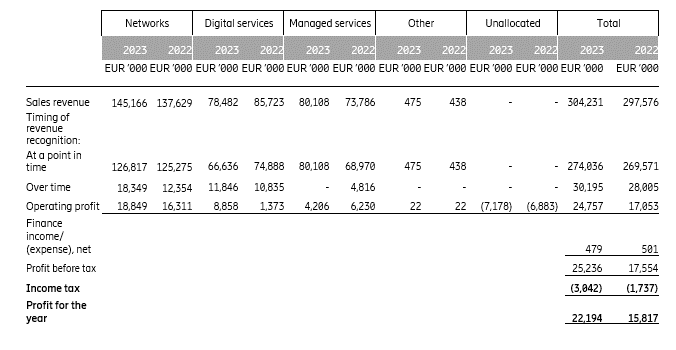 Networks Digital services Managed services Other Unallocated Total
2023 2022 2023 2022 2023 2022 2023 2022 2023 2022 2023 2022
EUR '000 EUR '000 EUR '000 EUR '000 EUR '000 EUR '000 EUR '000 EUR '000 EUR '000 EUR '000 EUR '000 EUR '000
Sales revenue 145,166 137,629 78,482 85,723 80,108 73,786 475 438 - - 304,231 297,576
Timing of
revenue
recognition:
At a point in
time 126,817 125,275 66,636 74,888 80,108 68,970 475 438 - - 274,036 269,571
Over time 18,349 12,354 11,846 10,835 - 4,816 - - - - 30,195 28,005
Operating profit 18,849 16,311 8,858 1,373 4,206 6,230 22 22 (7,178) (6,883) 24,757 17,053
Finance
income/
(expense), net 479 501
Profit before tax 25,236 17,554
Income tax (3,042) (1,737)
Profit for the
year 22,194 15,817